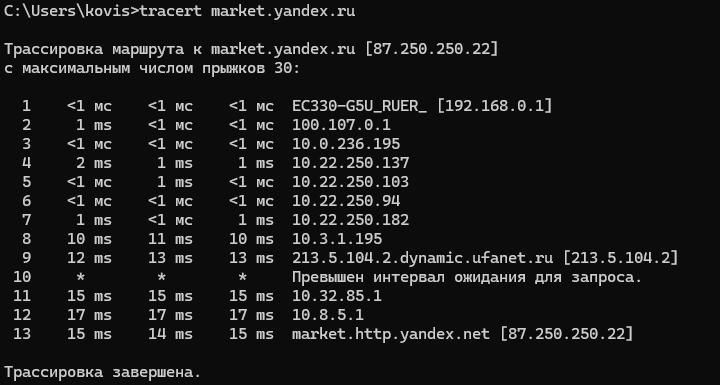 C:\Users\kovis>tracert market.yandex.ru
Трассировка маршрута к market.yandex.ru [87.250.250.22]
с максимальным числом прыжков 30:
1 <1 мс <1 мс <1 мс EC330-G5U_RUER_ [192.168.0.1]
2 1 ms <1 мс <1 мс 100.107.0.1
3 <1 мс <1 мс <1 мс 10.0.236.195
4 2 ms 1 ms 1 ms 10.22.250.137
5 <1 мс 1 ms <1 мс 10.22.250.103
6 <1 мс <1 мс <1 мс 10.22.250.94
7 1 ms <1 мс 1 ms 10.22.250.182
8 10 ms 11 ms 10 ms 10.3.1.195
9 12 ms 13 ms 13 ms 213.5.104.2.dynamic.ufanet.ru [213.5.104.2]
10 * * * Превышен интервал ожидания для запроса.
11 15 ms 15 ms 15 ms 10.32.85.1
12 17 ms 17 ms 17 ms 10.8.5.1
13 15 ms 14 ms 15 ms market.http.yandex.net [87.250.250.22]
Трассировка завершена.